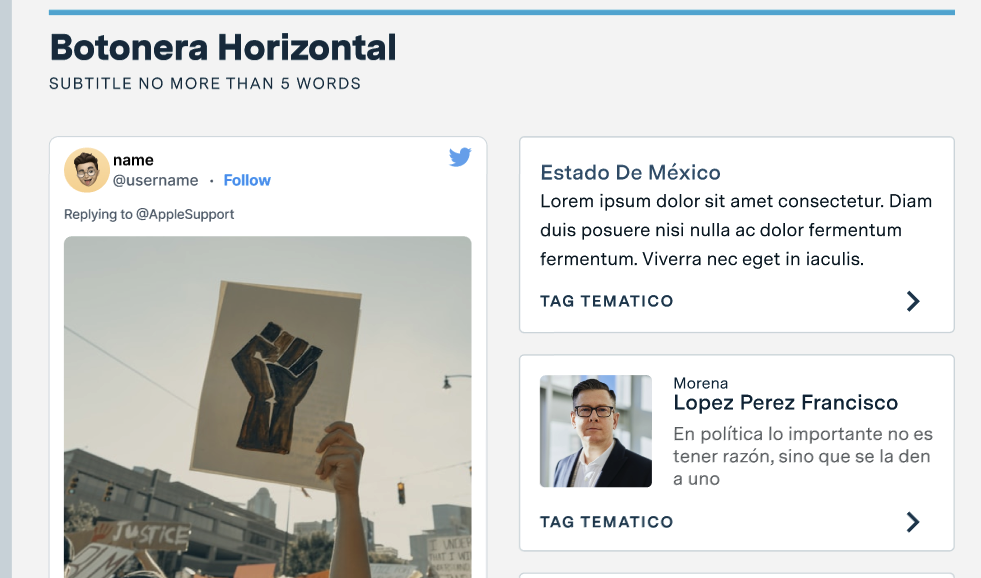 Botonera Horizontal
SUBTITLE NO MORE THAN 5 WORDS
name
@username · Follow
Replying to @AppleSupport
JUSTICE
I UNDER
THAT I
Estado De México
Lorem ipsum dolor sit amet consectetur. Diam
duis posuere nisi nulla ac dolor fermentum
fermentum. Viverra nec eget in iaculis.
TAG TEMATICO
Morena
Lopez Perez Francisco
En política lo importante no es
tener razón, sino que se la den
a uno
TAG TEMATICO